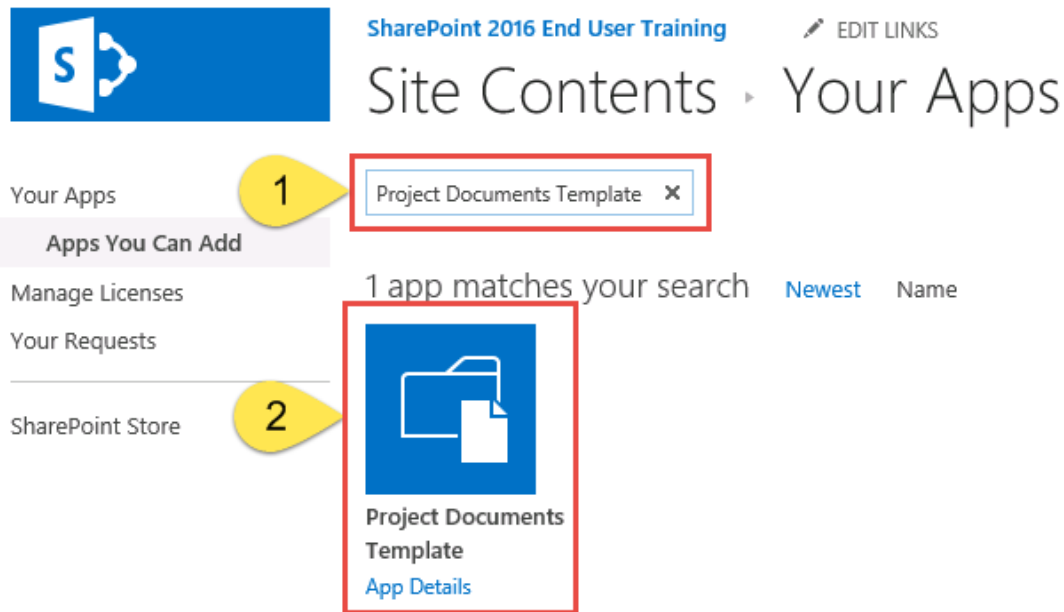 S
SharePoint 2016 End User Training
EDIT LINKS
Site Contents ▸ Your Apps
Your Apps
Apps You Can Add
Manage Licenses
Your Requests
SharePoint Store
1
Project Documents Template ×
1 app matches your search
Newest
Name
2
Project Documents
Template
App Details